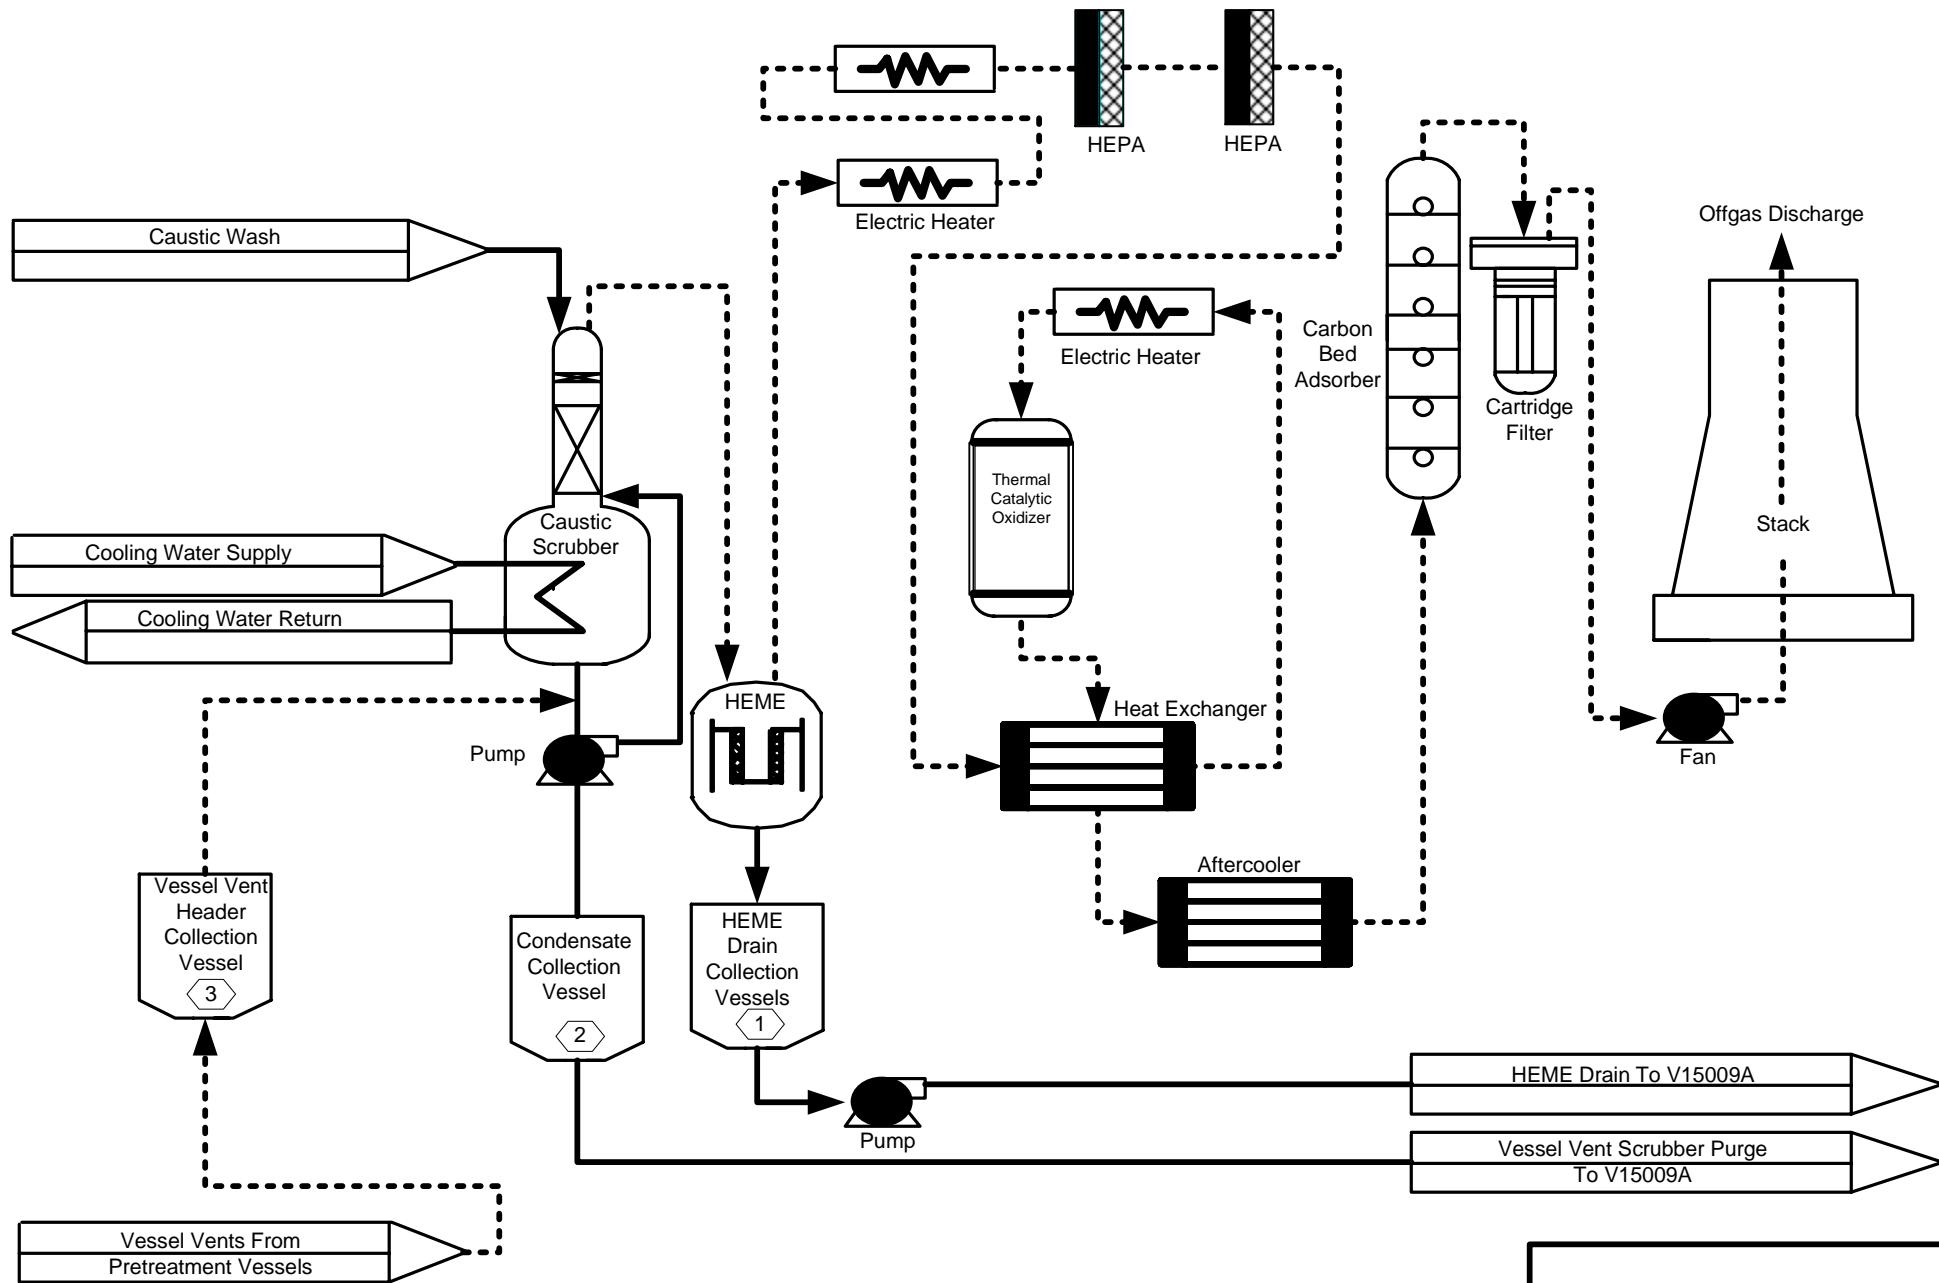 HEPA
HEPA
Electric Heater
Offgas Discharge
Caustic Wash
Electric Heater
Carbon
Bed
Adsorber
Cartridge
Filter
Thermal
Catalytic
Oxidizer
Caustic
Scrubber
Stack
Cooling Water Supply
Cooling Water Return
HEME
Heat Exchanger
Pump
Fan
Aftercooler
Vessel Vent
Header
Collection
Vessel
3
Condensate
Collection
Vessel
2
HEME
Drain
Collection
Vessels
1
HEME Drain To V15009A
Pump
Vessel Vent Scrubber Purge
To V15009A
Vessel Vents From
Pretreatment Vessels